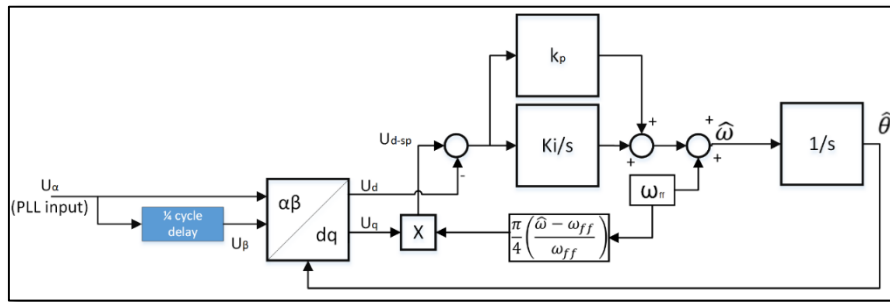 kp
Ud-sp
Ki/s
+
+
+
+
ω̂
1/s
θ̂
-
Uα
(PLL input)
¼ cycle
delay
Uβ
αβ
dq
Ud
Uq
X
π/4((ω̂ − ωff)/ωff)
ωff